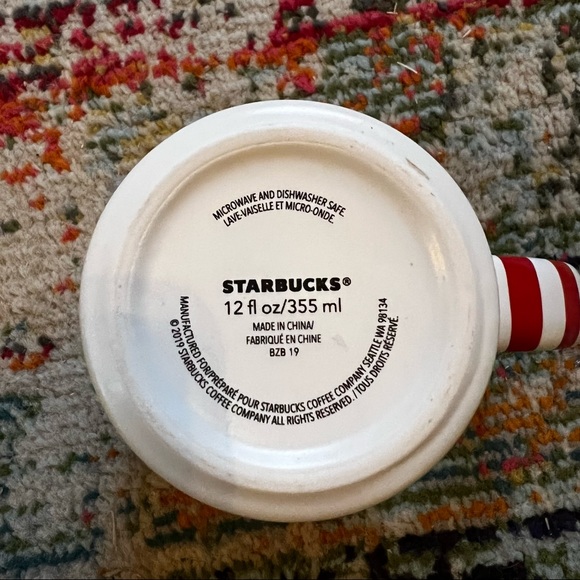 MICROWAVE AND DISHWASHER SAFE.
LAVE-VAISELLE ET MICRO-ONDE.
STARBUCKS®
12 fl oz/355 ml
MADE IN CHINA/
FABRIQUÉ EN CHINE
BZB 19
MANUFACTURED FOR/PRÉPARÉ POUR STARBUCKS COFFEE COMPANY SEATTLE WA 98134
© 2019 STARBUCKS COFFEE COMPANY ALL RIGHTS RESERVED. / TOUS DROITS RÉSERVÉ.